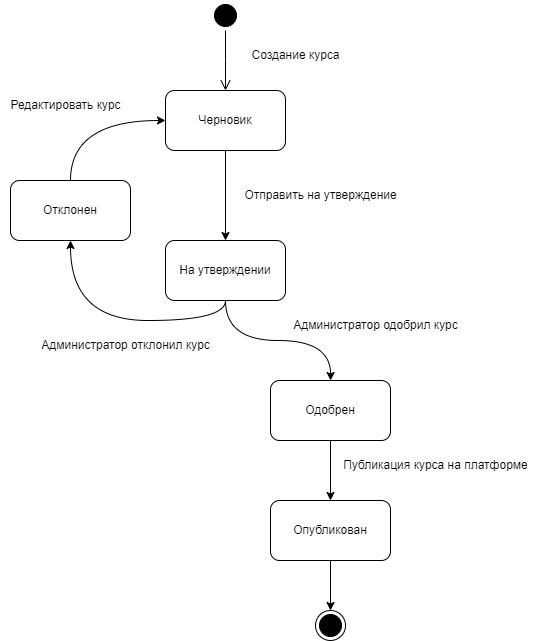 Создание курса
Редактировать курс
Черновик
Отправить на утверждение
Отклонен
На утверждении
Администратор одобрил курс
Администратор отклонил курс
Одобрен
Публикация курса на платформе
Опубликован